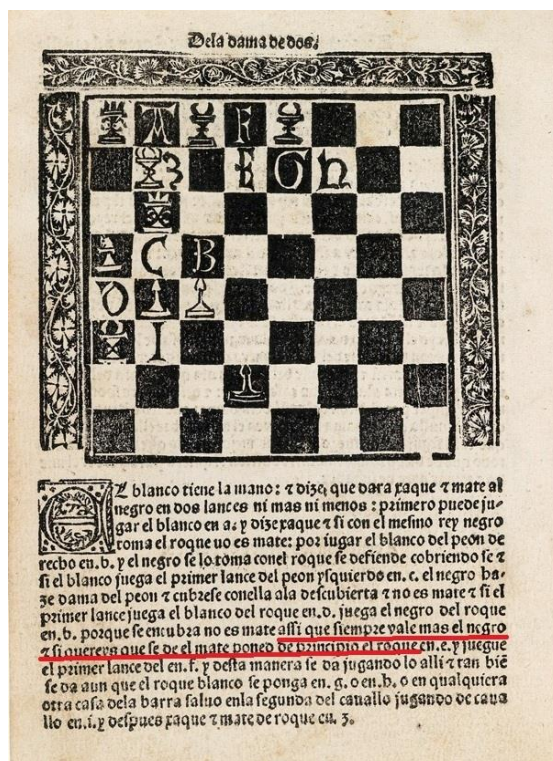 Dela dama de dos.
A F
3 E G h
C B
D
I
EL blanco tiene la mano: ⁊ dize, que dara xaque ⁊ mate al
negro en dos lances ni mas ni menos: primero puede ju-
gar el blanco en a. y dize xaque ⁊ si con el mesmo rey negro
toma el roque no es mate: por iugar el blanco del peon de
recho en .b. y el negro se lo toma con el roque se defiende cobriendo se ⁊
si el blanco juega el primer lance del peon ysquierdo en .c. el negro ha-
ze dama del peon ⁊ cubrese con ella ala descubierta ⁊ no es mate ⁊ si el
primer lance juega el blanco del roque en .D. juega el negro del roque
en .b. porque se encubra no es mate assi que siempre vale mas el negro
⁊ si quereys que se de el mate poned de principio el roque en .e. y juegue
el primer lance del en .f. y desta manera se da jugando lo alli ⁊ tan biẽ
se da aun que el roque blanco se ponga en .g. o en .h. o en qualquiera
otra casa dela barra saluo en la segunda del cauallo jugando de caua
llo en .i. y despues xaque ⁊ mate de roque en .3.